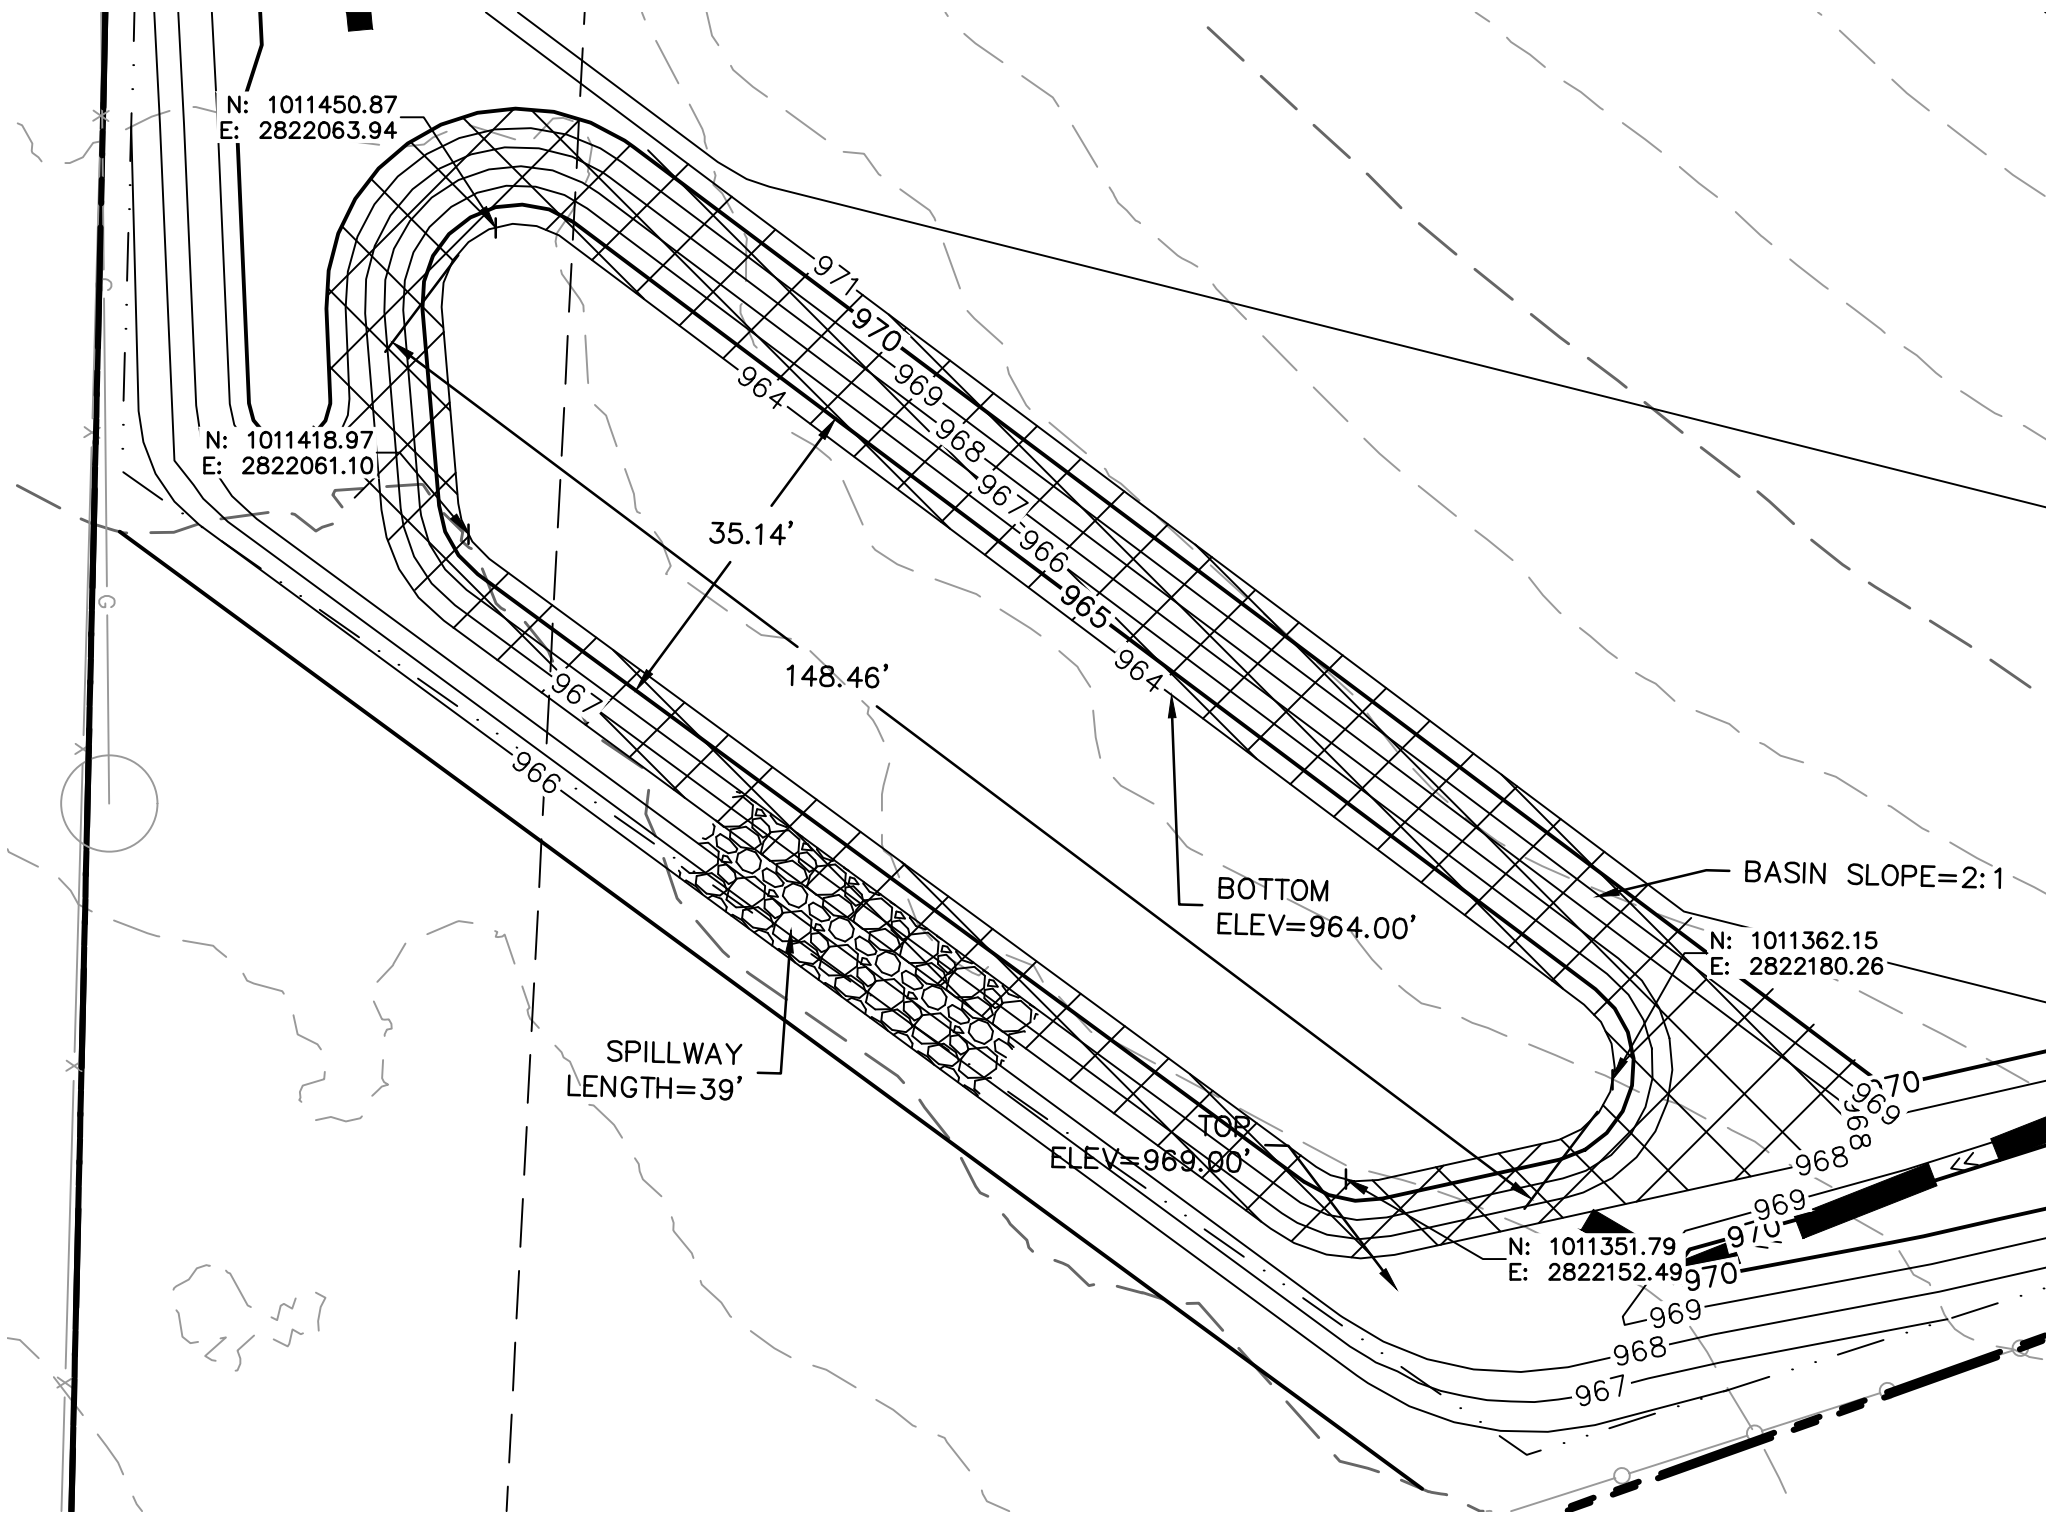 N: 1011450.87
E: 2822063.94
971
970
969
964
968
N: 1011418.97
E: 2822061.10
967
35.14'
966
965
964
G
148.46'
967
966
BASIN SLOPE=2:1
BOTTOM
ELEV=964.00'
N: 1011362.15
E: 2822180.26
SPILLWAY
LENGTH=39'
970
969
968
TOP
ELEV=969.00'
968
969
970
N: 1011351.79
E: 2822152.49
970
969
968
967